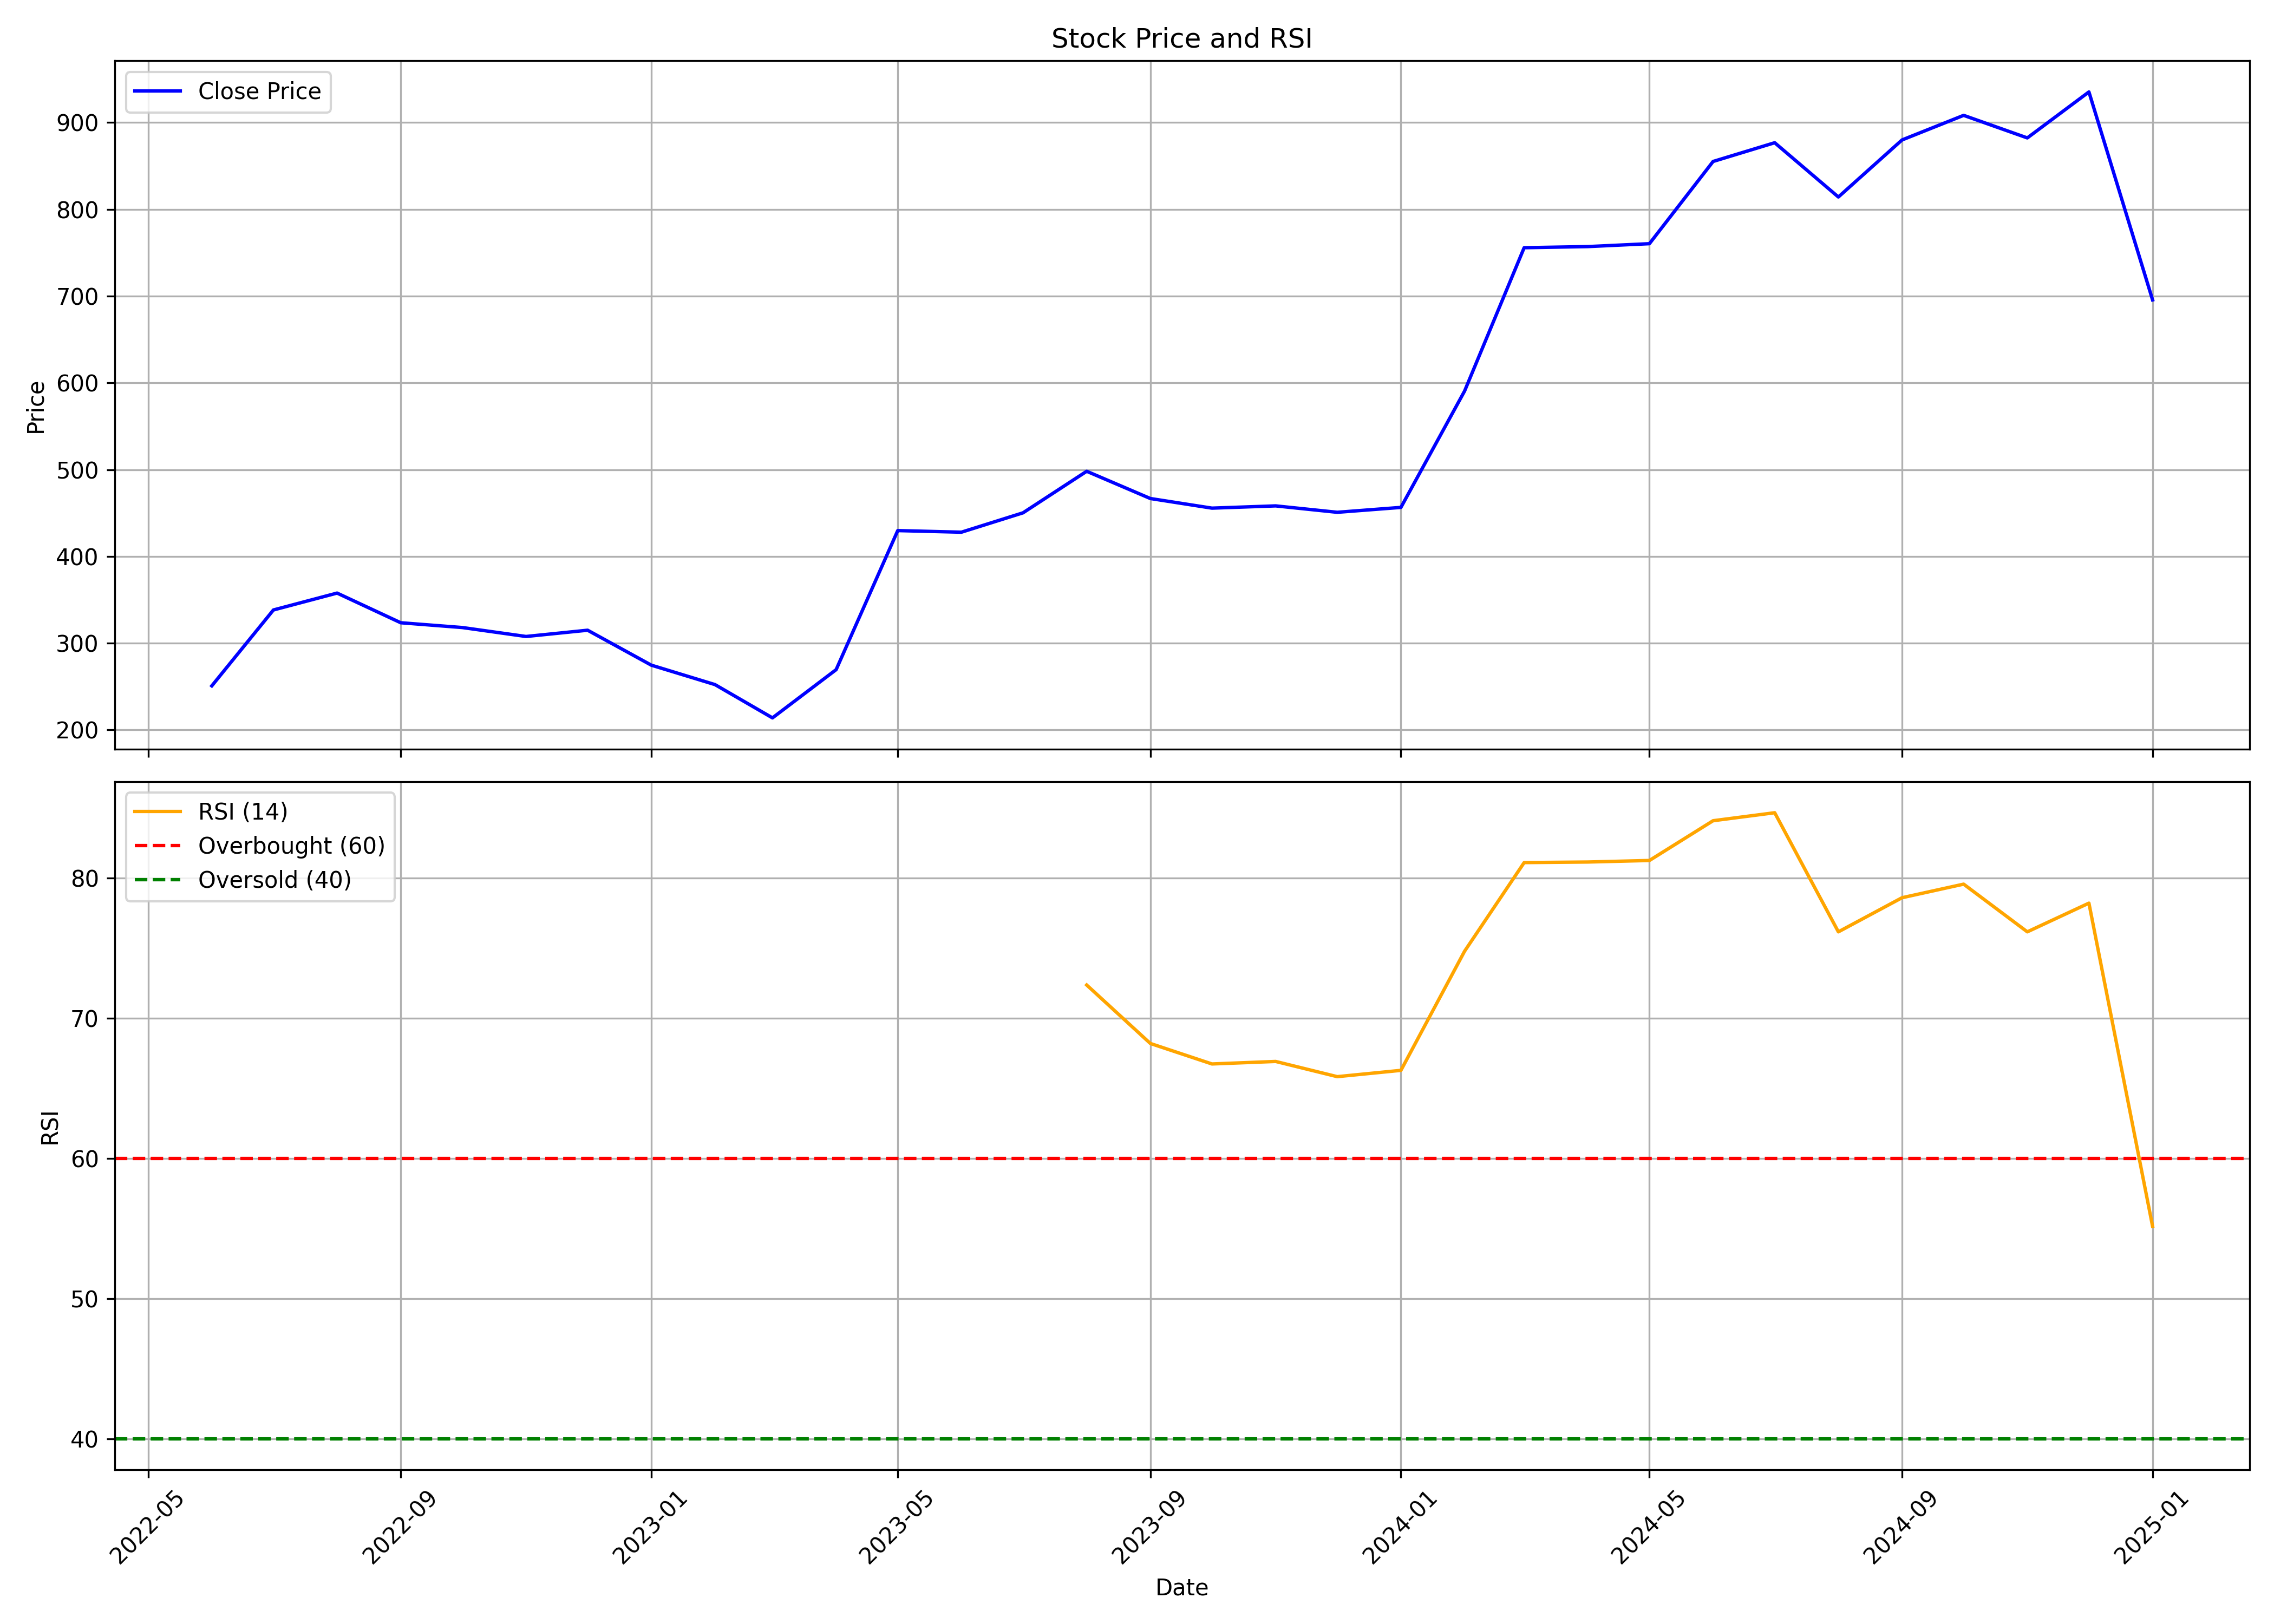 Stock Price and RSI
Close Price
900
800
700
600
500
400
300
200
Price
RSI (14)
Overbought (60)
Oversold (40)
80
70
60
50
40
RSI
2022-05
2022-09
2023-01
2023-05
2023-09
2024-01
2024-05
2024-09
2025-01
Date